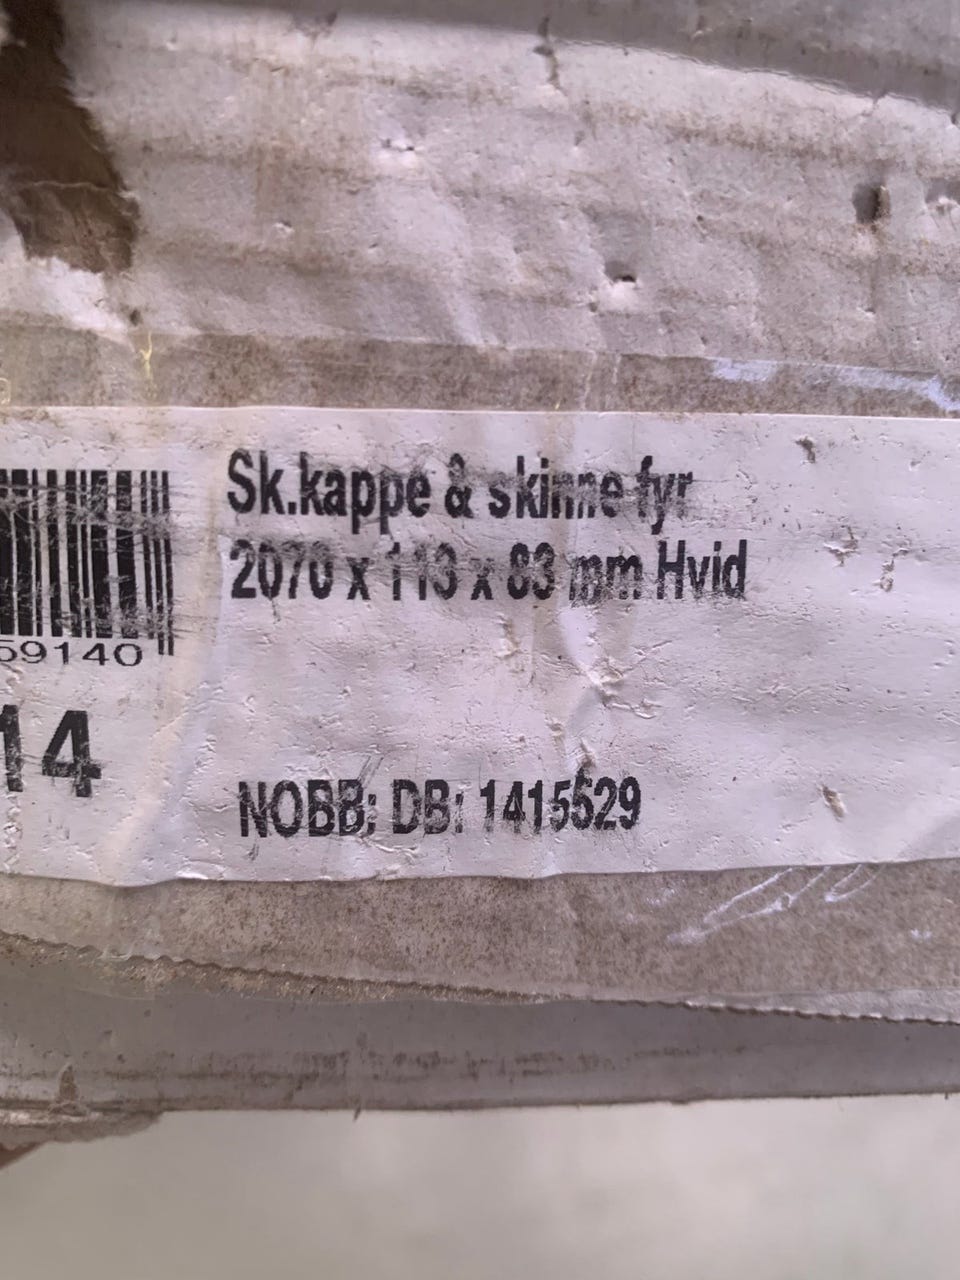 Sk.kappe & skinne fyr
2070 x 113 x 83 mm Hvid
59140
14
NOBB: DB: 1415529